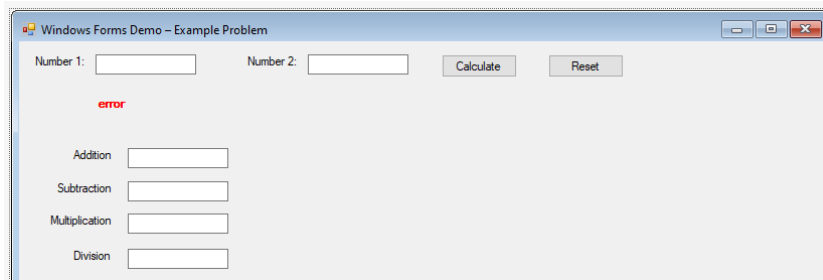 Windows Forms Demo – Example Problem
Number 1: Number 2: Calculate Reset
error
Addition
Subtraction
Multiplication
Division